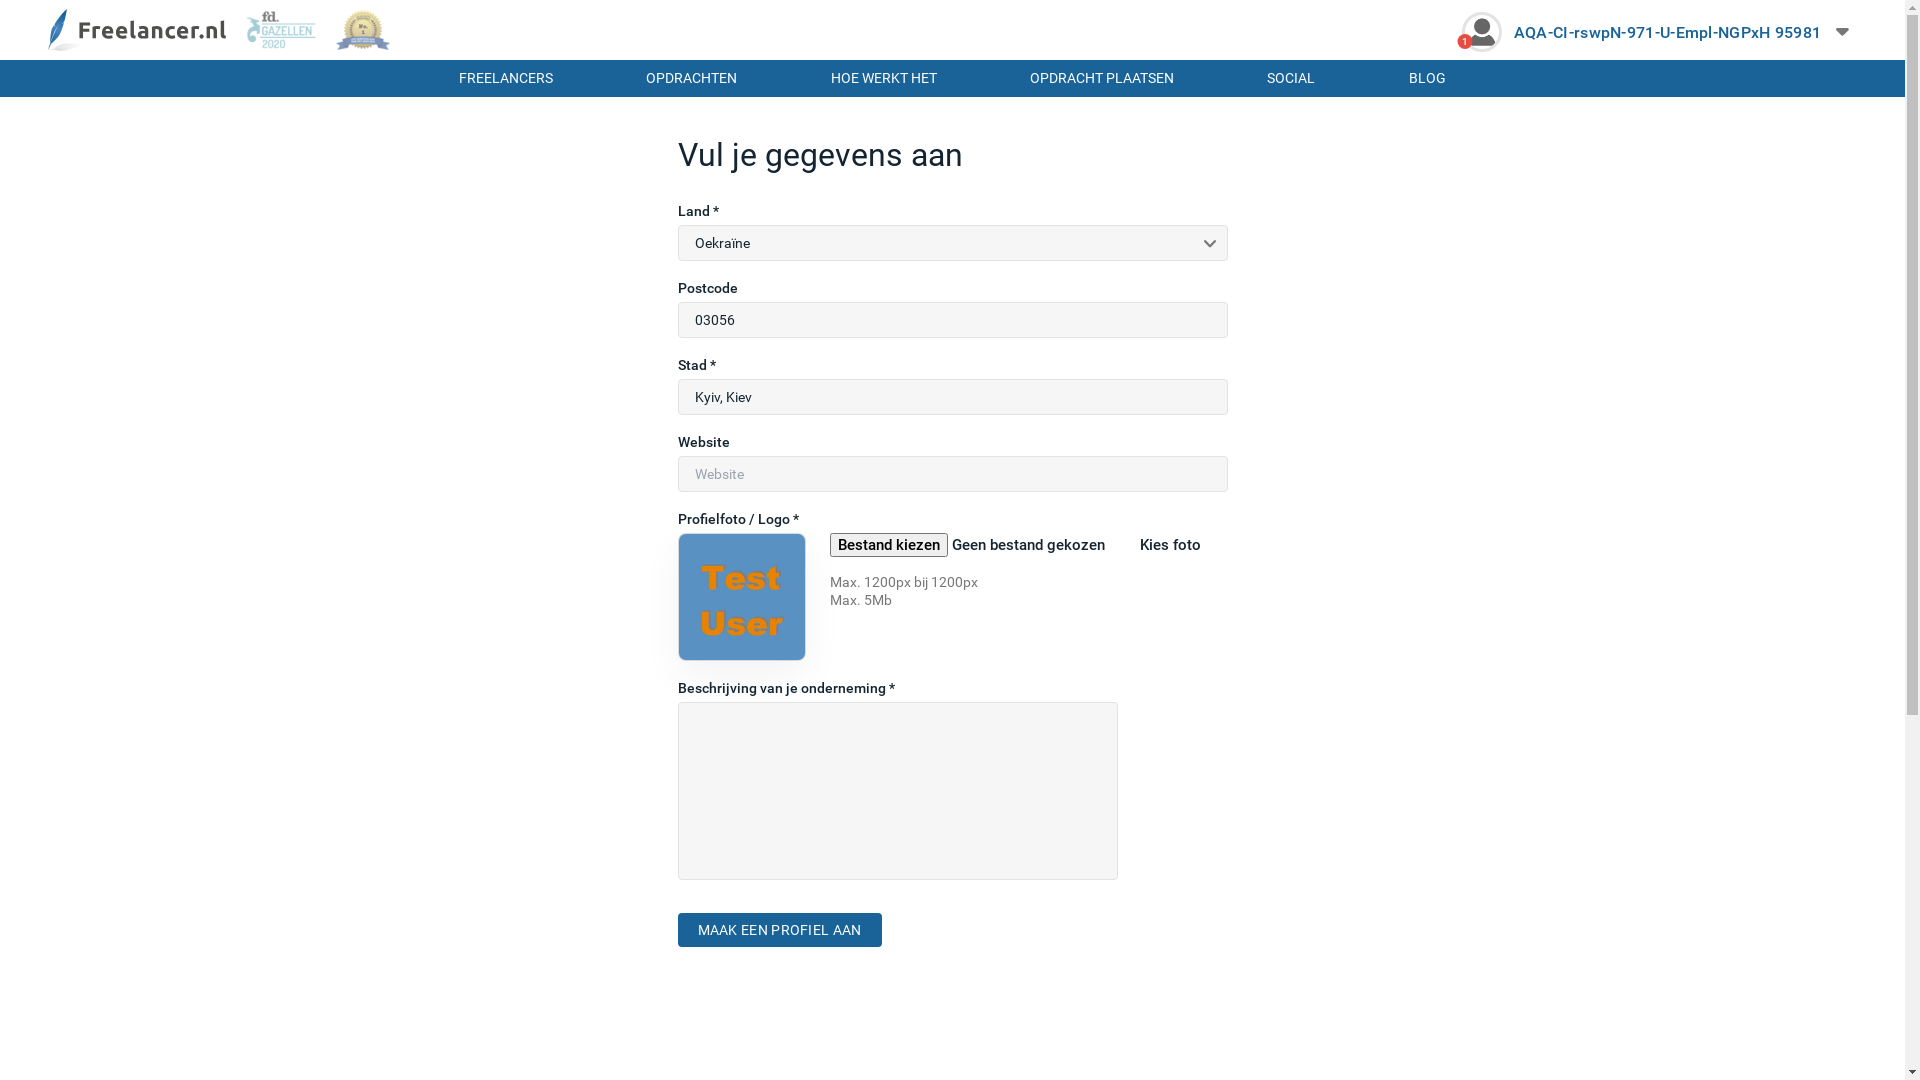 Freelancer.nl
fd.
GAZELLEN
2020
No.
1
1
AQA-CI-rswpN-971-U-Empl-NGPxH 95981
FREELANCERS
OPDRACHTEN
HOE WERKT HET
OPDRACHT PLAATSEN
SOCIAL
BLOG
Vul je gegevens aan
Land *
Oekraïne
Postcode
03056
Stad *
Kyiv, Kiev
Website
Website
Profielfoto / Logo *
Test
User
Bestand kiezen Geen bestand gekozen
Kies foto
Max. 1200px bij 1200px
Max. 5Mb
Beschrijving van je onderneming *
MAAK EEN PROFIEL AAN